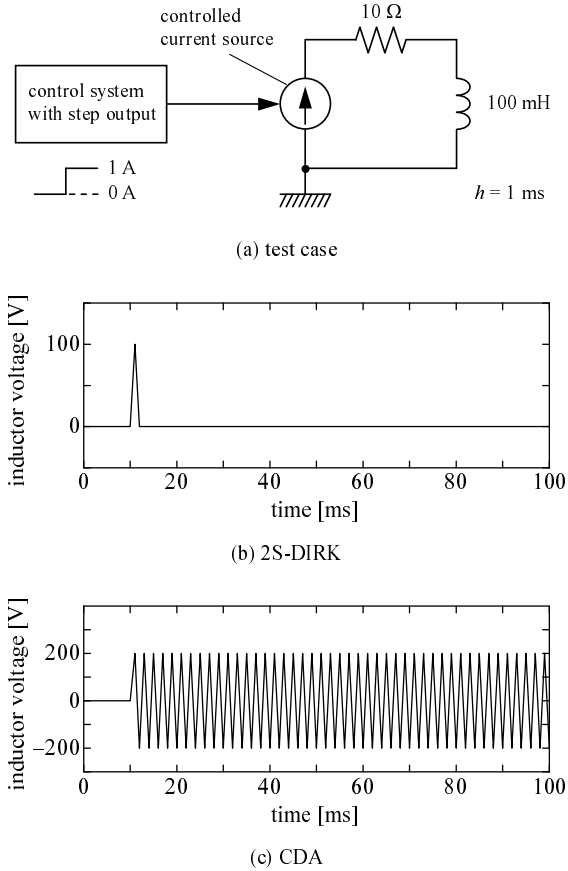 controlled
current source
10 Ω
control system
with step output
100 mH
1 A
0 A
h = 1 ms
(a) test case
inductor voltage [V]
100
0
0 20 40 60 80 100
time [ms]
(b) 2S-DIRK
inductor voltage [V]
200
0
–200
0 20 40 60 80 100
time [ms]
(c) CDA